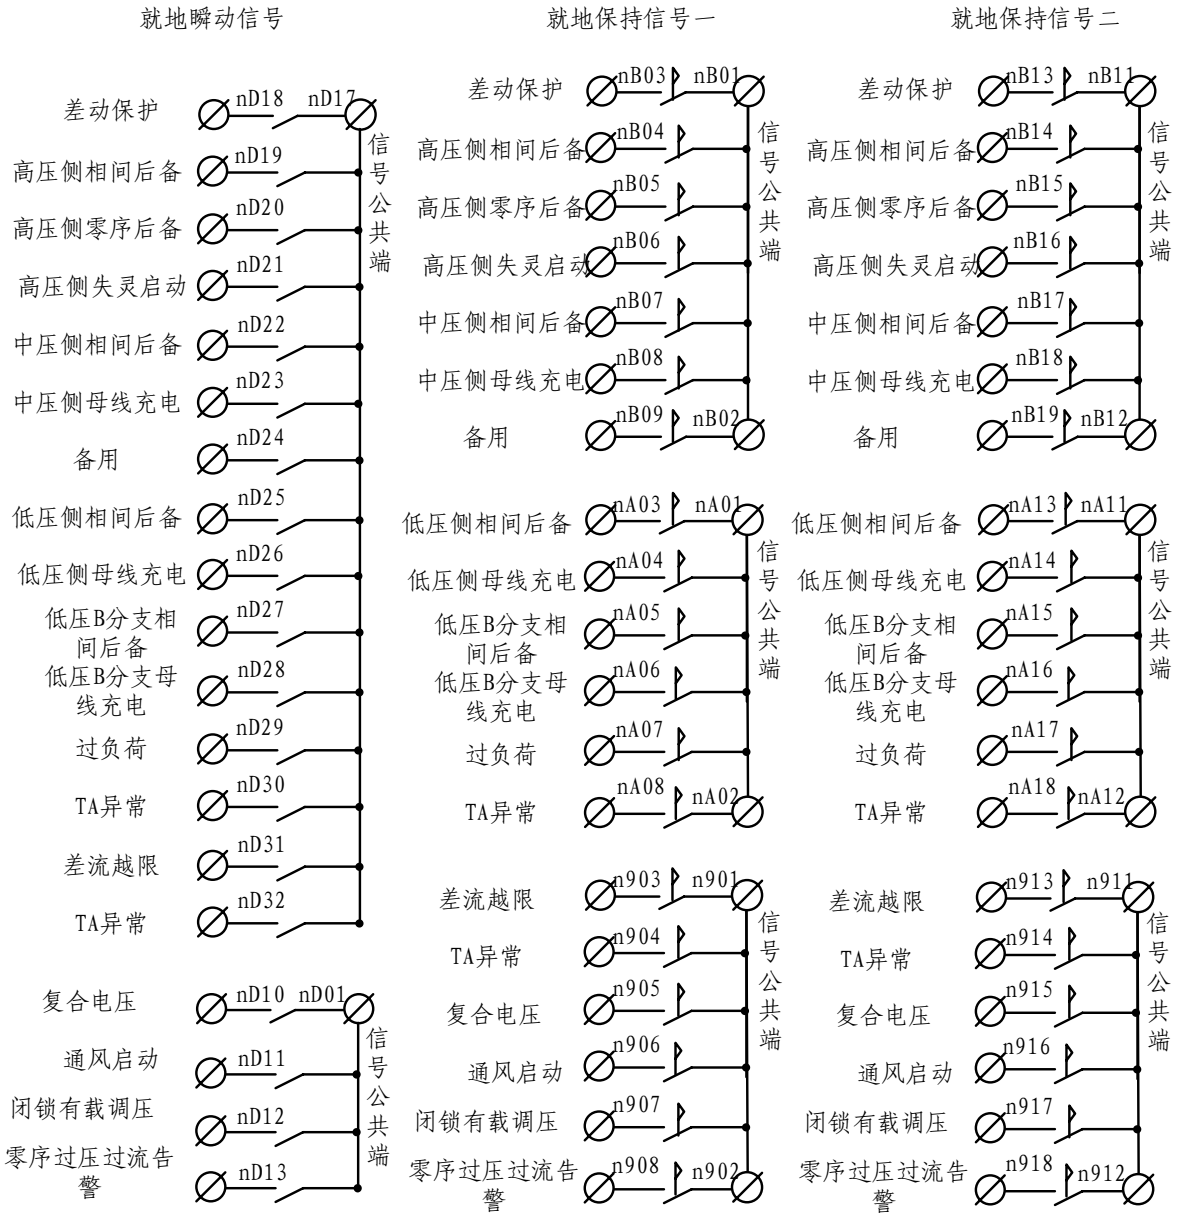 就地瞬动信号
差动保护 nD18 nD17
高压侧相间后备 nD19
高压侧零序后备 nD20
高压侧失灵启动 nD21
中压侧相间后备 nD22
中压侧母线充电 nD23
备用 nD24
低压侧相间后备 nD25
低压侧母线充电 nD26
低压B分支相 nD27
间后备
低压B分支母 nD28
线充电
过负荷 nD29
TA异常 nD30
差流越限 nD31
TA异常 nD32
信号公共端
复合电压 nD10 nD01
通风启动 nD11
闭锁有载调压 nD12
零序过压过流告 nD13
警
信号公共端
就地保持信号一
差动保护 nB03 nB01
高压侧相间后备 nB04
高压侧零序后备 nB05
高压侧失灵启动 nB06
中压侧相间后备 nB07
中压侧母线充电 nB08
备用 nB09 nB02
信号公共端
低压侧相间后备 nA03 nA01
低压侧母线充电 nA04
低压B分支相 nA05
间后备
低压B分支母 nA06
线充电
过负荷 nA07
TA异常 nA08 nA02
信号公共端
差流越限 n903 n901
TA异常 n904
复合电压 n905
通风启动 n906
闭锁有载调压 n907
零序过压过流告 n908 n902
警
信号公共端
就地保持信号二
差动保护 nB13 nB11
高压侧相间后备 nB14
高压侧零序后备 nB15
高压侧失灵启动 nB16
中压侧相间后备 nB17
中压侧母线充电 nB18
备用 nB19 nB12
信号公共端
低压侧相间后备 nA13 nA11
低压侧母线充电 nA14
低压B分支相 nA15
间后备
低压B分支母 nA16
线充电
过负荷 nA17
TA异常 nA18 nA12
信号公共端
差流越限 n913 n911
TA异常 n914
复合电压 n915
通风启动 n916
闭锁有载调压 n917
零序过压过流告 n918 n912
警
信号公共端